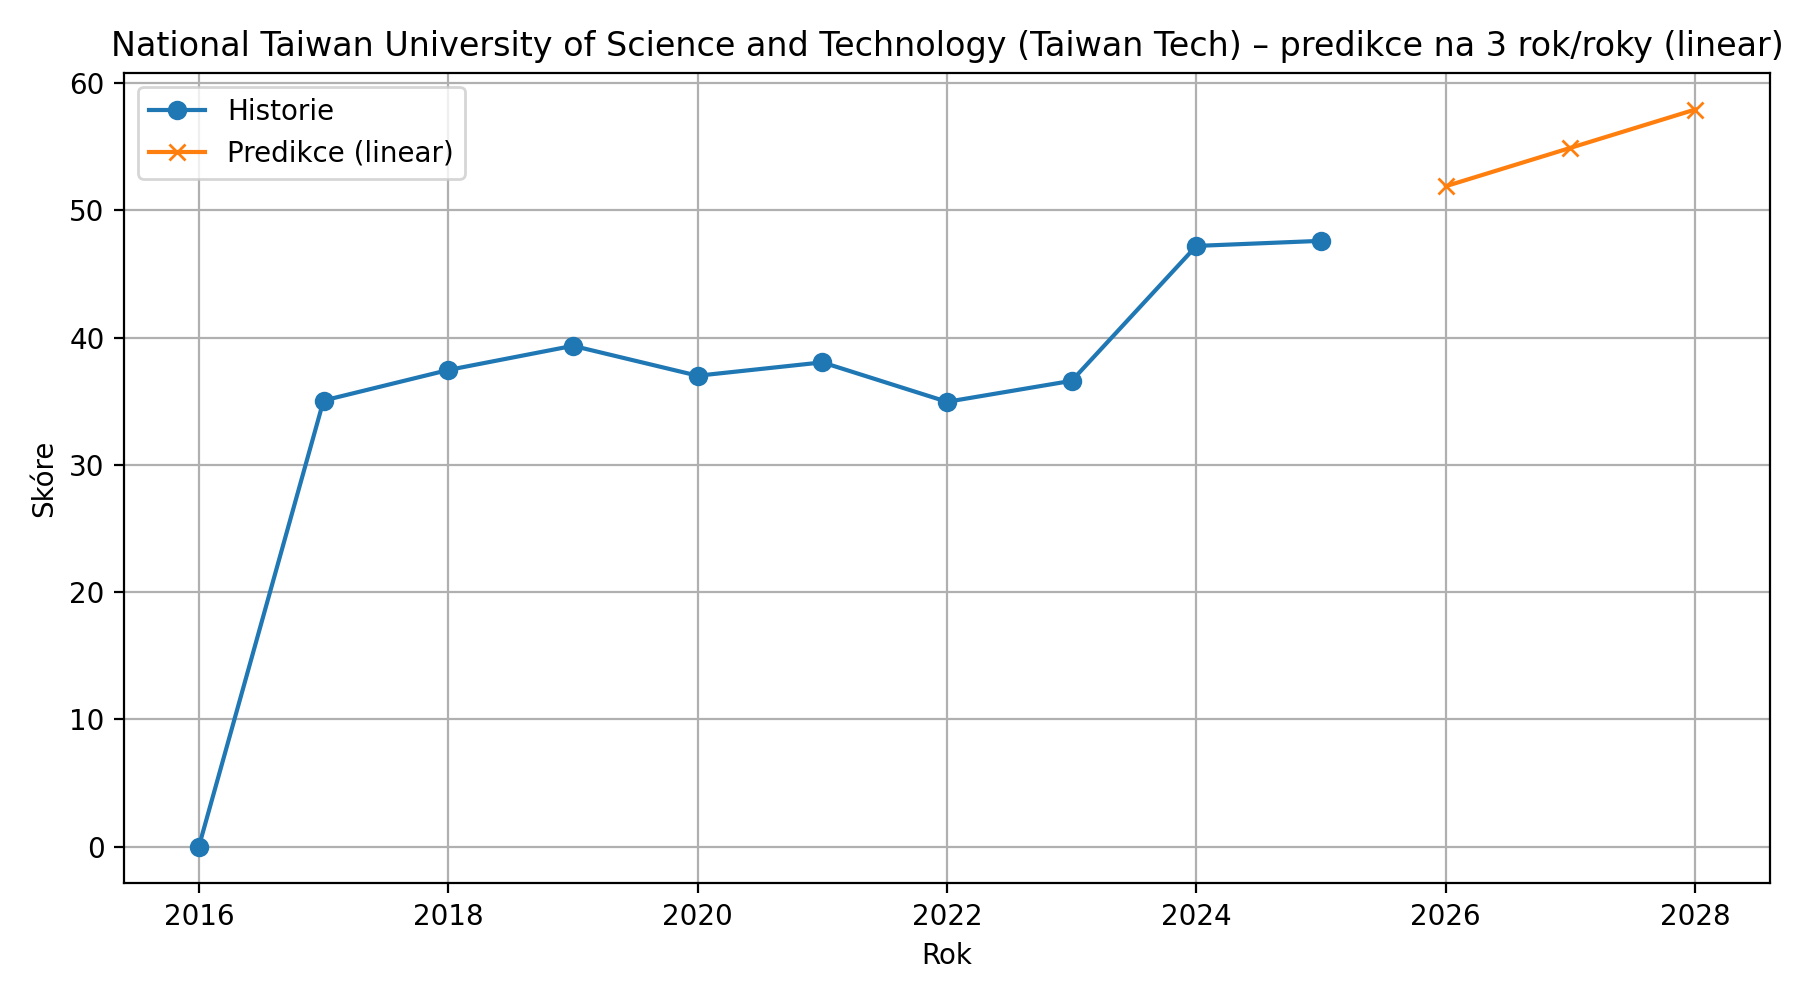 National Taiwan University of Science and Technology (Taiwan Tech) – predikce na 3 rok/roky (linear)
Historie
Predikce (linear)
60
50
40
30
20
10
0
Skóre
2016
2018
2020
2022
2024
2026
2028
Rok